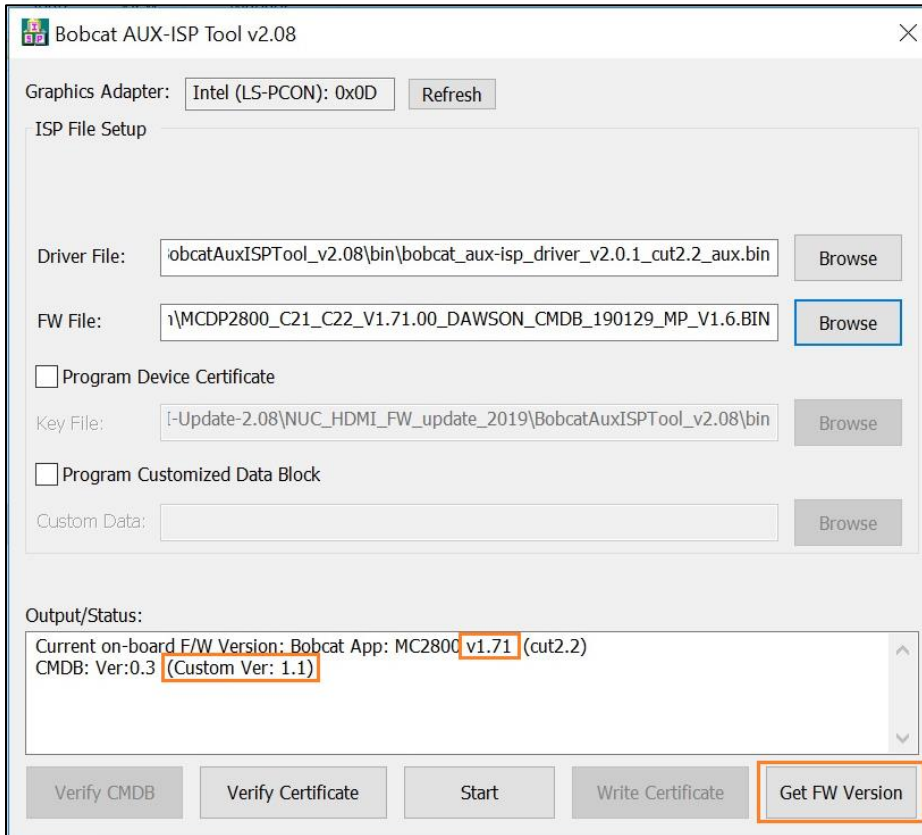 Bobcat AUX-ISP Tool v2.08
Graphics Adapter: Intel (LS-PCON): 0x0D Refresh
ISP File Setup
Driver File: obcatAuxISPTool_v2.08\bin\bobcat_aux-isp_driver_v2.0.1_cut2.2_aux.bin Browse
FW File: \MCDP2800_C21_C22_V1.71.00_DAWSON_CMDB_190129_MP_V1.6.BIN Browse
Program Device Certificate
Key File: I-Update-2.08\NUC_HDMI_FW_update_2019\BobcatAuxISPTool_v2.08\bin Browse
Program Customized Data Block
Custom Data: Browse
Output/Status:
Current on-board F/W Version: Bobcat App: MC2800 v1.71 (cut2.2)
CMDB: Ver:0.3 (Custom Ver: 1.1)
Verify CMDB Verify Certificate Start Write Certificate Get FW Version